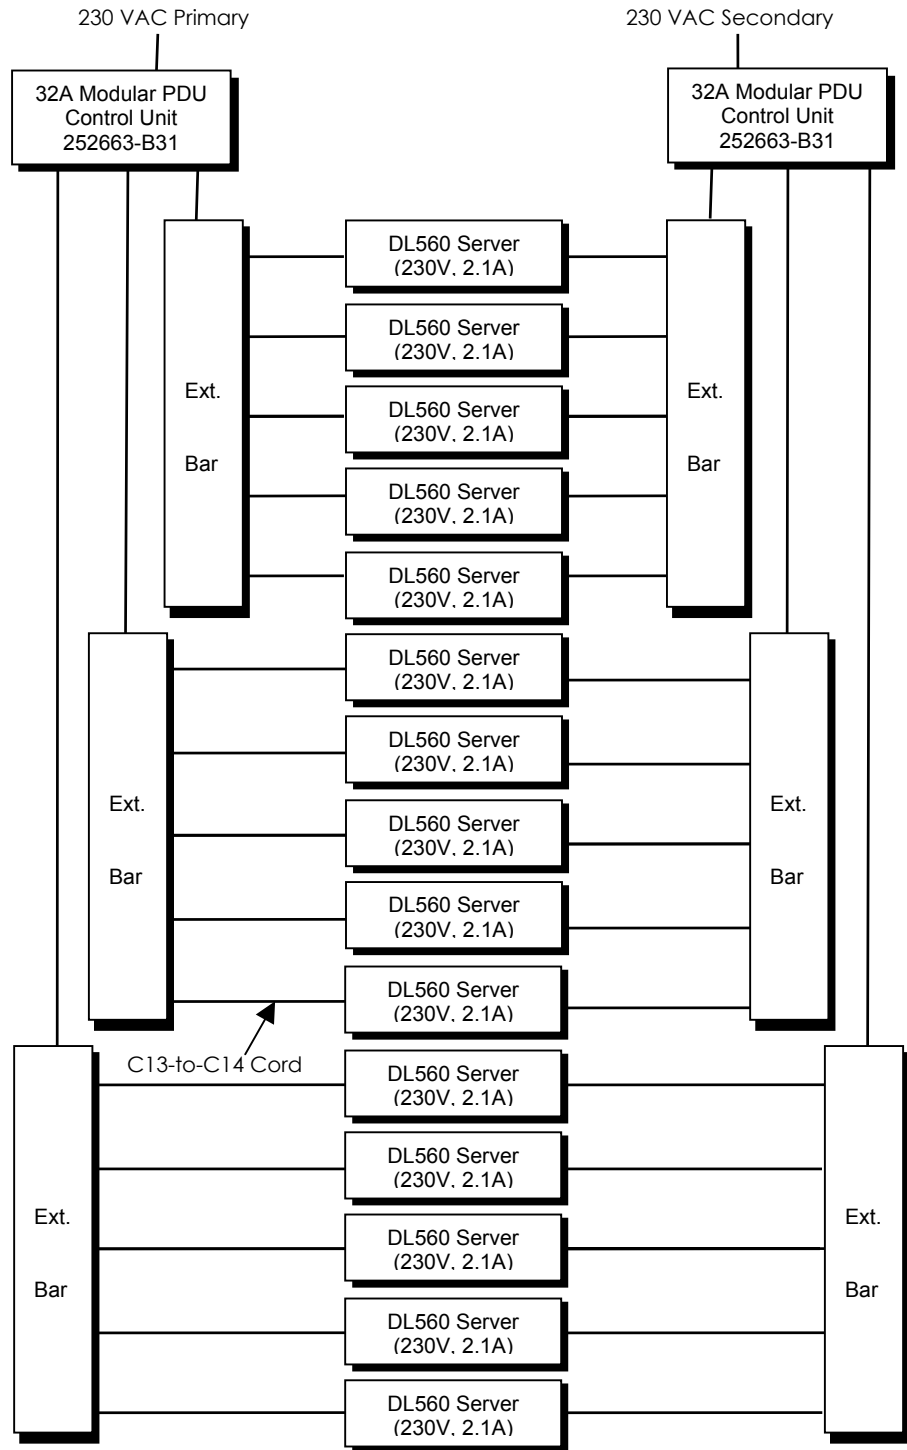 230 VAC Primary
230 VAC Secondary
32A Modular PDU
Control Unit
252663-B31
32A Modular PDU
Control Unit
252663-B31
Ext.
Bar
DL560 Server
(230V, 2.1A)
DL560 Server
(230V, 2.1A)
DL560 Server
(230V, 2.1A)
DL560 Server
(230V, 2.1A)
DL560 Server
(230V, 2.1A)
Ext.
Bar
Ext.
Bar
DL560 Server
(230V, 2.1A)
DL560 Server
(230V, 2.1A)
DL560 Server
(230V, 2.1A)
DL560 Server
(230V, 2.1A)
DL560 Server
(230V, 2.1A)
Ext.
Bar
C13-to-C14 Cord
Ext.
Bar
DL560 Server
(230V, 2.1A)
DL560 Server
(230V, 2.1A)
DL560 Server
(230V, 2.1A)
DL560 Server
(230V, 2.1A)
DL560 Server
(230V, 2.1A)
Ext.
Bar